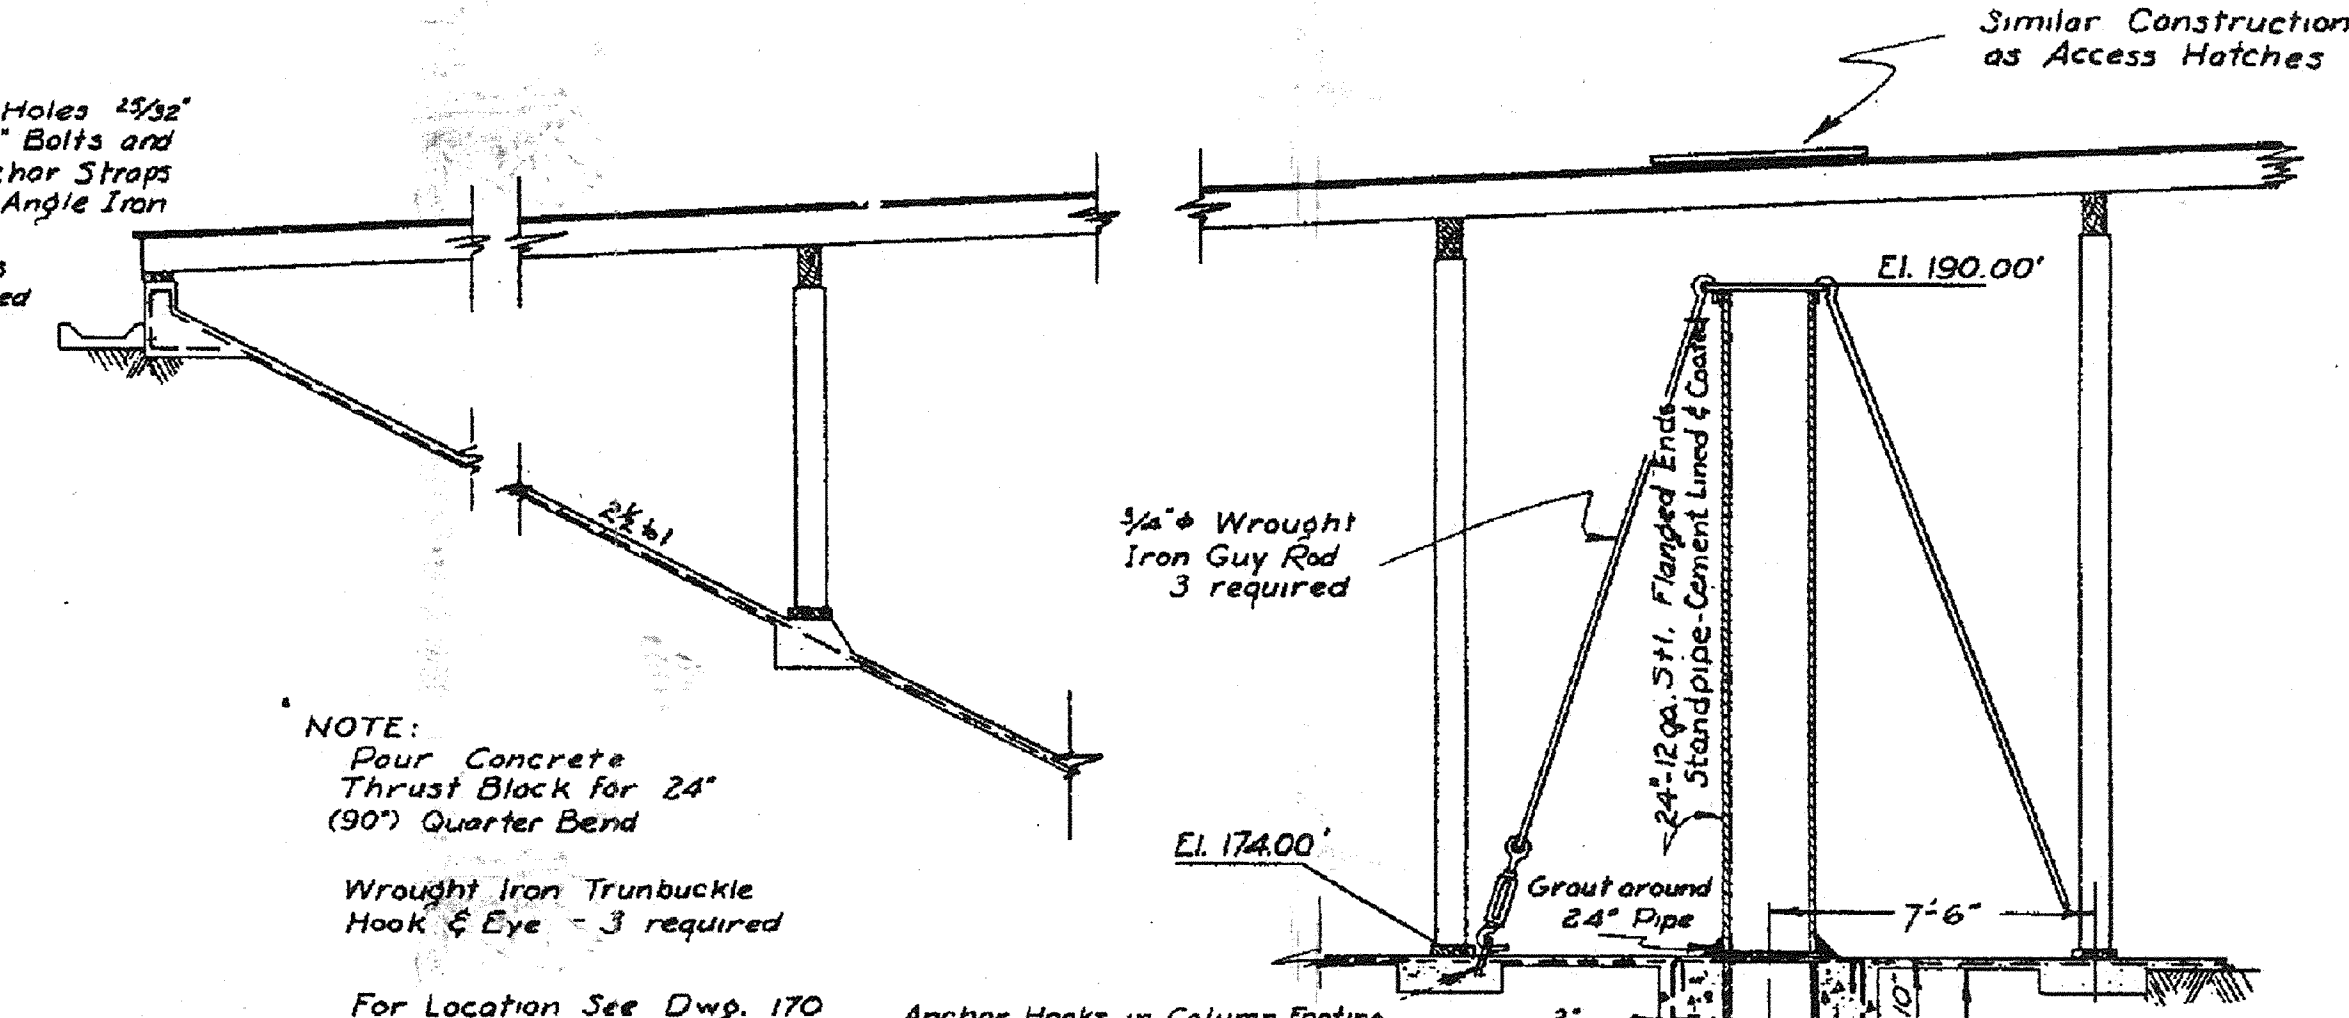 Similar Construction
as Access Hatches
Holes 25/32"
" Bolts and
Straps
Angle Iron
El. 190.00'
24"-12 ga. Stl. Flanged Ends
Standpipe-Cement Lined & Coated
3/4"ϕ Wrought
Iron Guy Rod
3 required
2½ to 1
NOTE:
Pour Concrete
Thrust Block for 24"
(90°) Quarter Bend
El. 174.00'
Wrought Iron Trunbuckle
Hook & Eye - 3 required
Grout around
24" Pipe
7'-6"
For Location See Dwg. 170
Anchor Hooks in Column Footing
10"
3"